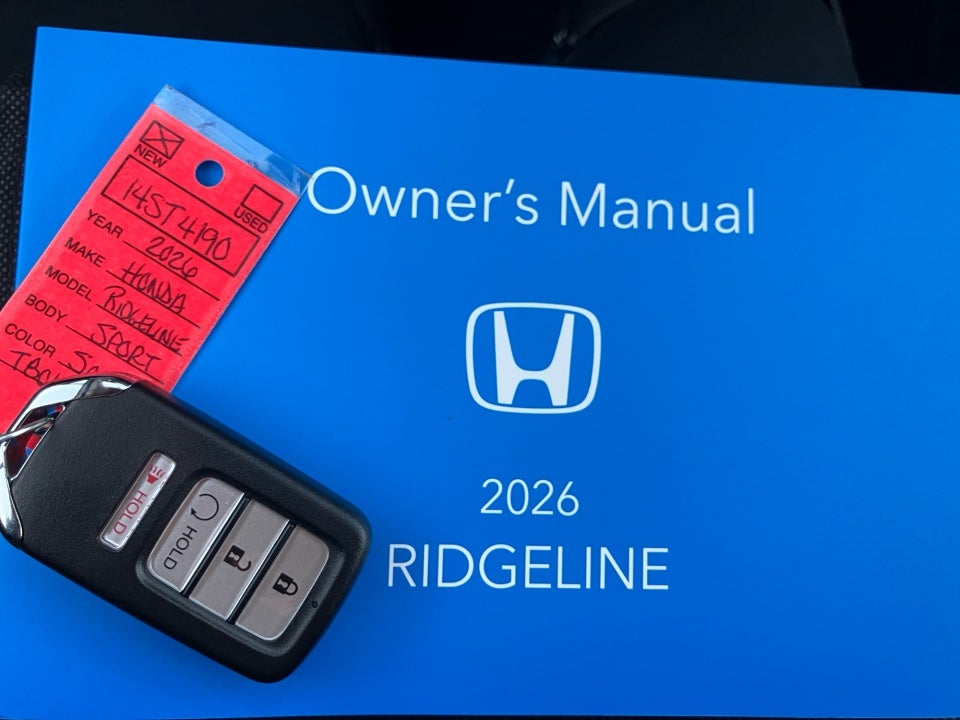 NEW
USED
14ST4190
YEAR 2026
MAKE HONDA
MODEL RIDGELINE
BODY SPORT
COLOR
Owner's Manual
2026
RIDGELINE
HOLD
HOLD